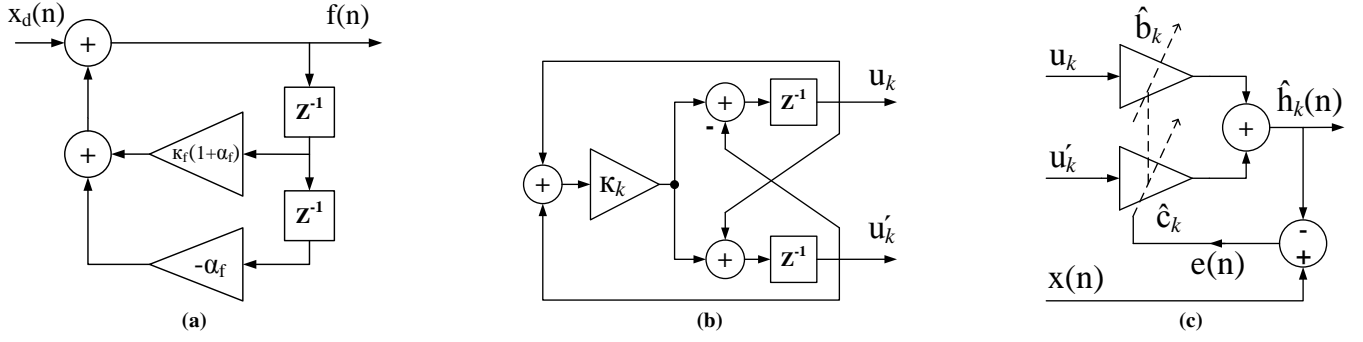 x_d(n)
f(n)
+
z⁻¹
+
κ_f(1+α_f)
z⁻¹
-α_f
(a)
u_k
+
z⁻¹
-
+
κ_k
+
z⁻¹
u′_k
(b)
b̂_k
u_k
ĥ_k(n)
+
u′_k
ĉ_k
-
+
e(n)
x(n)
(c)